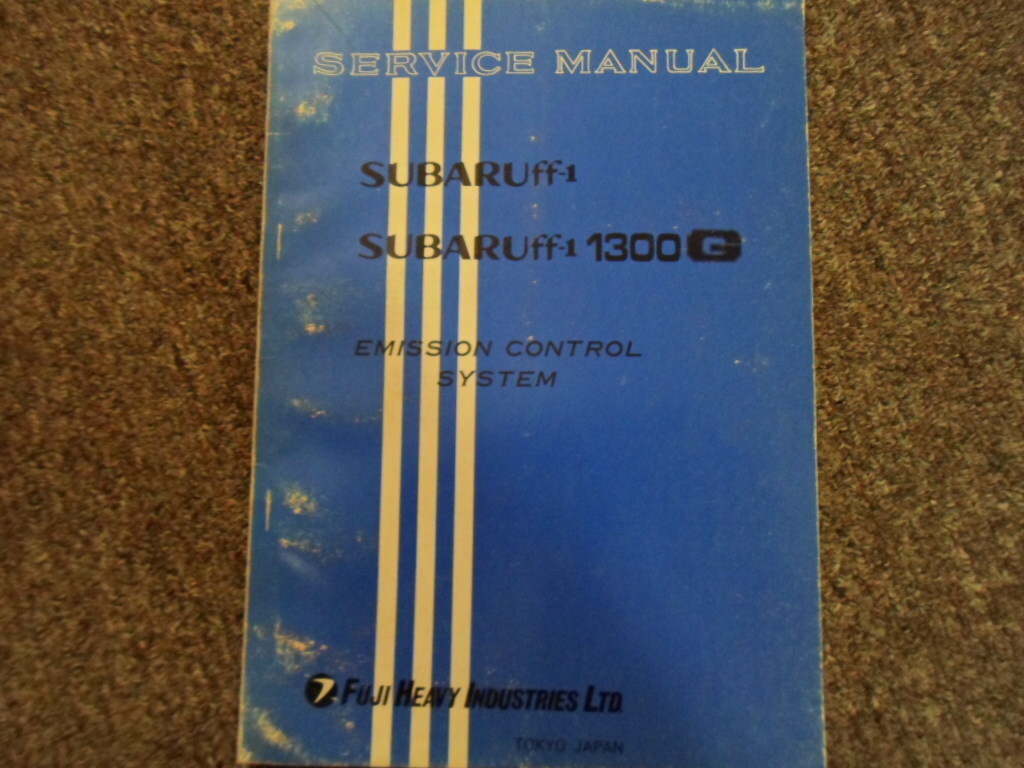 SERVICE MANUAL
SUBARUff-1
SUBARUff-1 1300G
EMISSION CONTROL
SYSTEM
FUJI HEAVY INDUSTRIES LTD.
TOKYO JAPAN